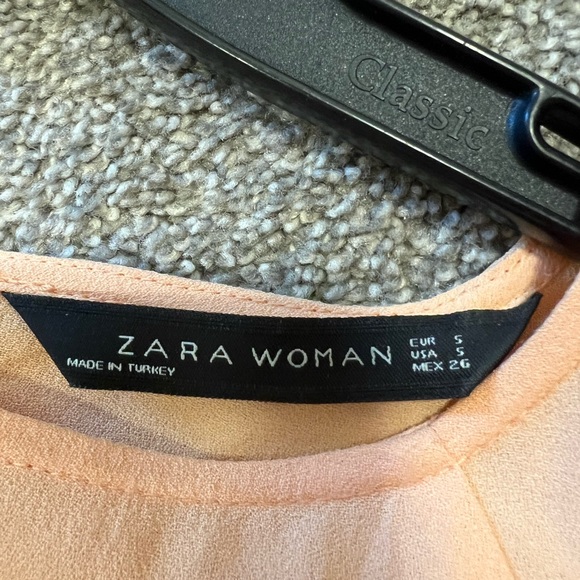 Classic
ZARA WOMAN
MADE IN TURKEY
EUR S
USA S
MEX 26